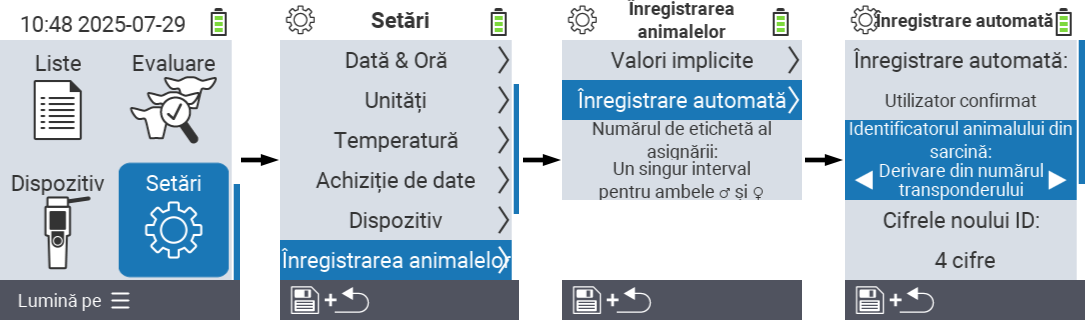 10:48 2025-07-29
Liste
Evaluare
Dispozitiv
Setări
Lumină pe
Setări
Dată & Oră
Unități
Temperatură
Achiziție de date
Dispozitiv
Înregistrarea animalelor
+
Înregistrarea
animalelor
Valori implicite
Înregistrare automată
Numărul de etichetă al
asignării:
Un singur interval
pentru ambele ♂ și ♀
+
Înregistrare automată
Înregistrare automată:
Utilizator confirmat
Identificatorul animalului din
sarcină:
Derivare din numărul
transponderului
Cifrele noului ID:
4 cifre
+